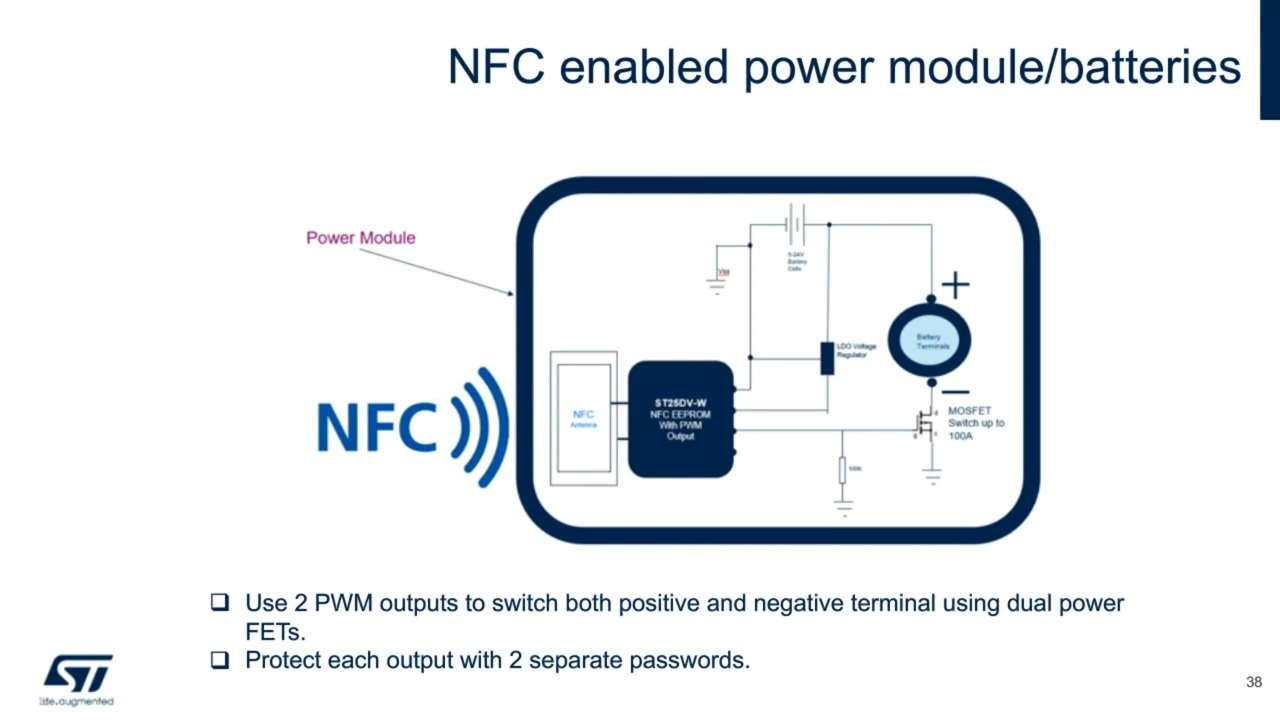 NFC enabled power module/batteries
Power Module
5-24V
Battery
Cells
Vss
+
Battery
Terminals
LDO Voltage
Regulator
—
NFC
NFC
Antenna
ST25DV-W
NFC EEPROM
With PWM
Output
d
g
s
MOSFET
Switch up to
100A
100K
❑ Use 2 PWM outputs to switch both positive and negative terminal using dual power
FETs.
❑ Protect each output with 2 separate passwords.
ST
life.augmented
38